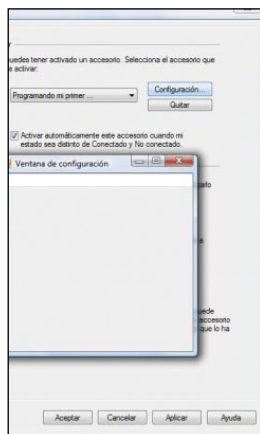 y
uedes tener activado un accesorio. Selecciona el accesorio que
e activar:
Programando mi primer ...
Configuración...
Quitar
Activar automáticamente este accesorio cuando mi
estado sea distinto de Conectado y No conectado.
Ventana de configuración
garlo
e
uede
accesorio
que lo ha
Aceptar
Cancelar
Aplicar
Ayuda